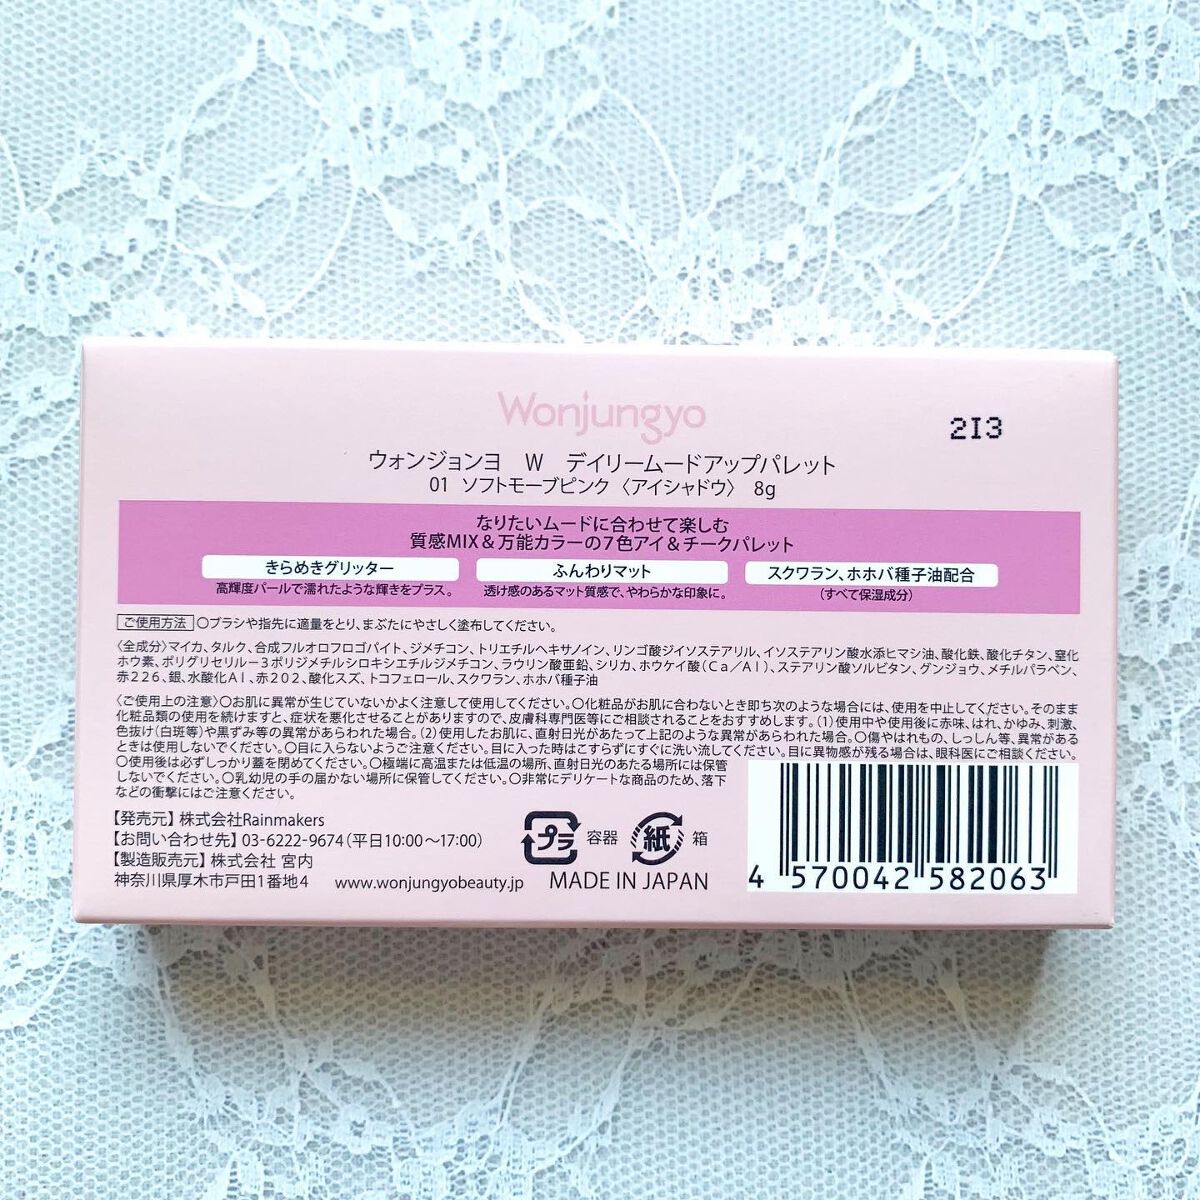 Wonjungyo
2I3
ウォンジョンヨ W デイリームードアップパレット
01 ソフトモーブピンク 〈アイシャドウ〉 8g
なりたいムードに合わせて楽しむ
質感MIX＆万能カラーの7色アイ＆チークパレット
きらめきグリッター
高輝度パールで濡れたような輝きをプラス。
ふんわりマット
透け感のあるマット質感で、やわらかな印象に。
スクワラン、ホホバ種子油配合
(すべて保湿成分)
ご使用方法 〇ブラシや指先に適量をとり、まぶたにやさしく塗布してください。
〈全成分〉マイカ、タルク、合成フルオロフロゴパイト、ジメチコン、トリエチルヘキサノイン、リンゴ酸ジイソステアリル、イソステアリン酸水添ヒマシ油、酸化鉄、酸化チタン、窒化
ホウ素、ポリグリセリル－3ポリジメチルシロキシエチルジメチコン、ラウリン酸亜鉛、シリカ、ホウケイ酸（Ca／Al）、ステアリン酸ソルビタン、グンジョウ、メチルパラベン、
赤226、銀、水酸化Al、赤202、酸化スズ、トコフェロール、スクワラン、ホホバ種子油
〈ご使用上の注意〉〇お肌に異常が生じていないかよく注意して使用してください。〇化粧品がお肌に合わないとき即ち次のような場合には、使用を中止してください。そのまま
化粧品類の使用を続けますと、症状を悪化させることがありますので、皮膚科専門医等にご相談されることをおすすめします。（1）使用中や使用後に赤味、はれ、かゆみ、刺激、
色抜け（白斑等）や黒ずみ等の異常があらわれた場合。（2）使用したお肌に、直射日光があたって上記のような異常があらわれた場合。〇傷やはれもの、しっしん等、異常がある
ときは使用しないでください。〇目に入らないようご注意ください。目に入った時はこすらずにすぐに洗い流してください。目に異物感が残る場合は、眼科医にご相談ください。
〇使用後は必ずしっかり蓋を閉めてください。〇極端に高温または低温の場所、直射日光のあたる場所には保管
しないでください。〇乳幼児の手の届かない場所に保管してください。〇非常にデリケートな商品のため、落下
などの衝撃にはご注意ください。
【発売元】株式会社Rainmakers
【お問い合わせ先】03-6222-9674（平日10:00～17:00）
【製造販売元】株式会社 宮内
神奈川県厚木市戸田1番地4 www.wonjungyobeauty.jp
プラ 容器 紙 箱
MADE IN JAPAN
4 570042 582063